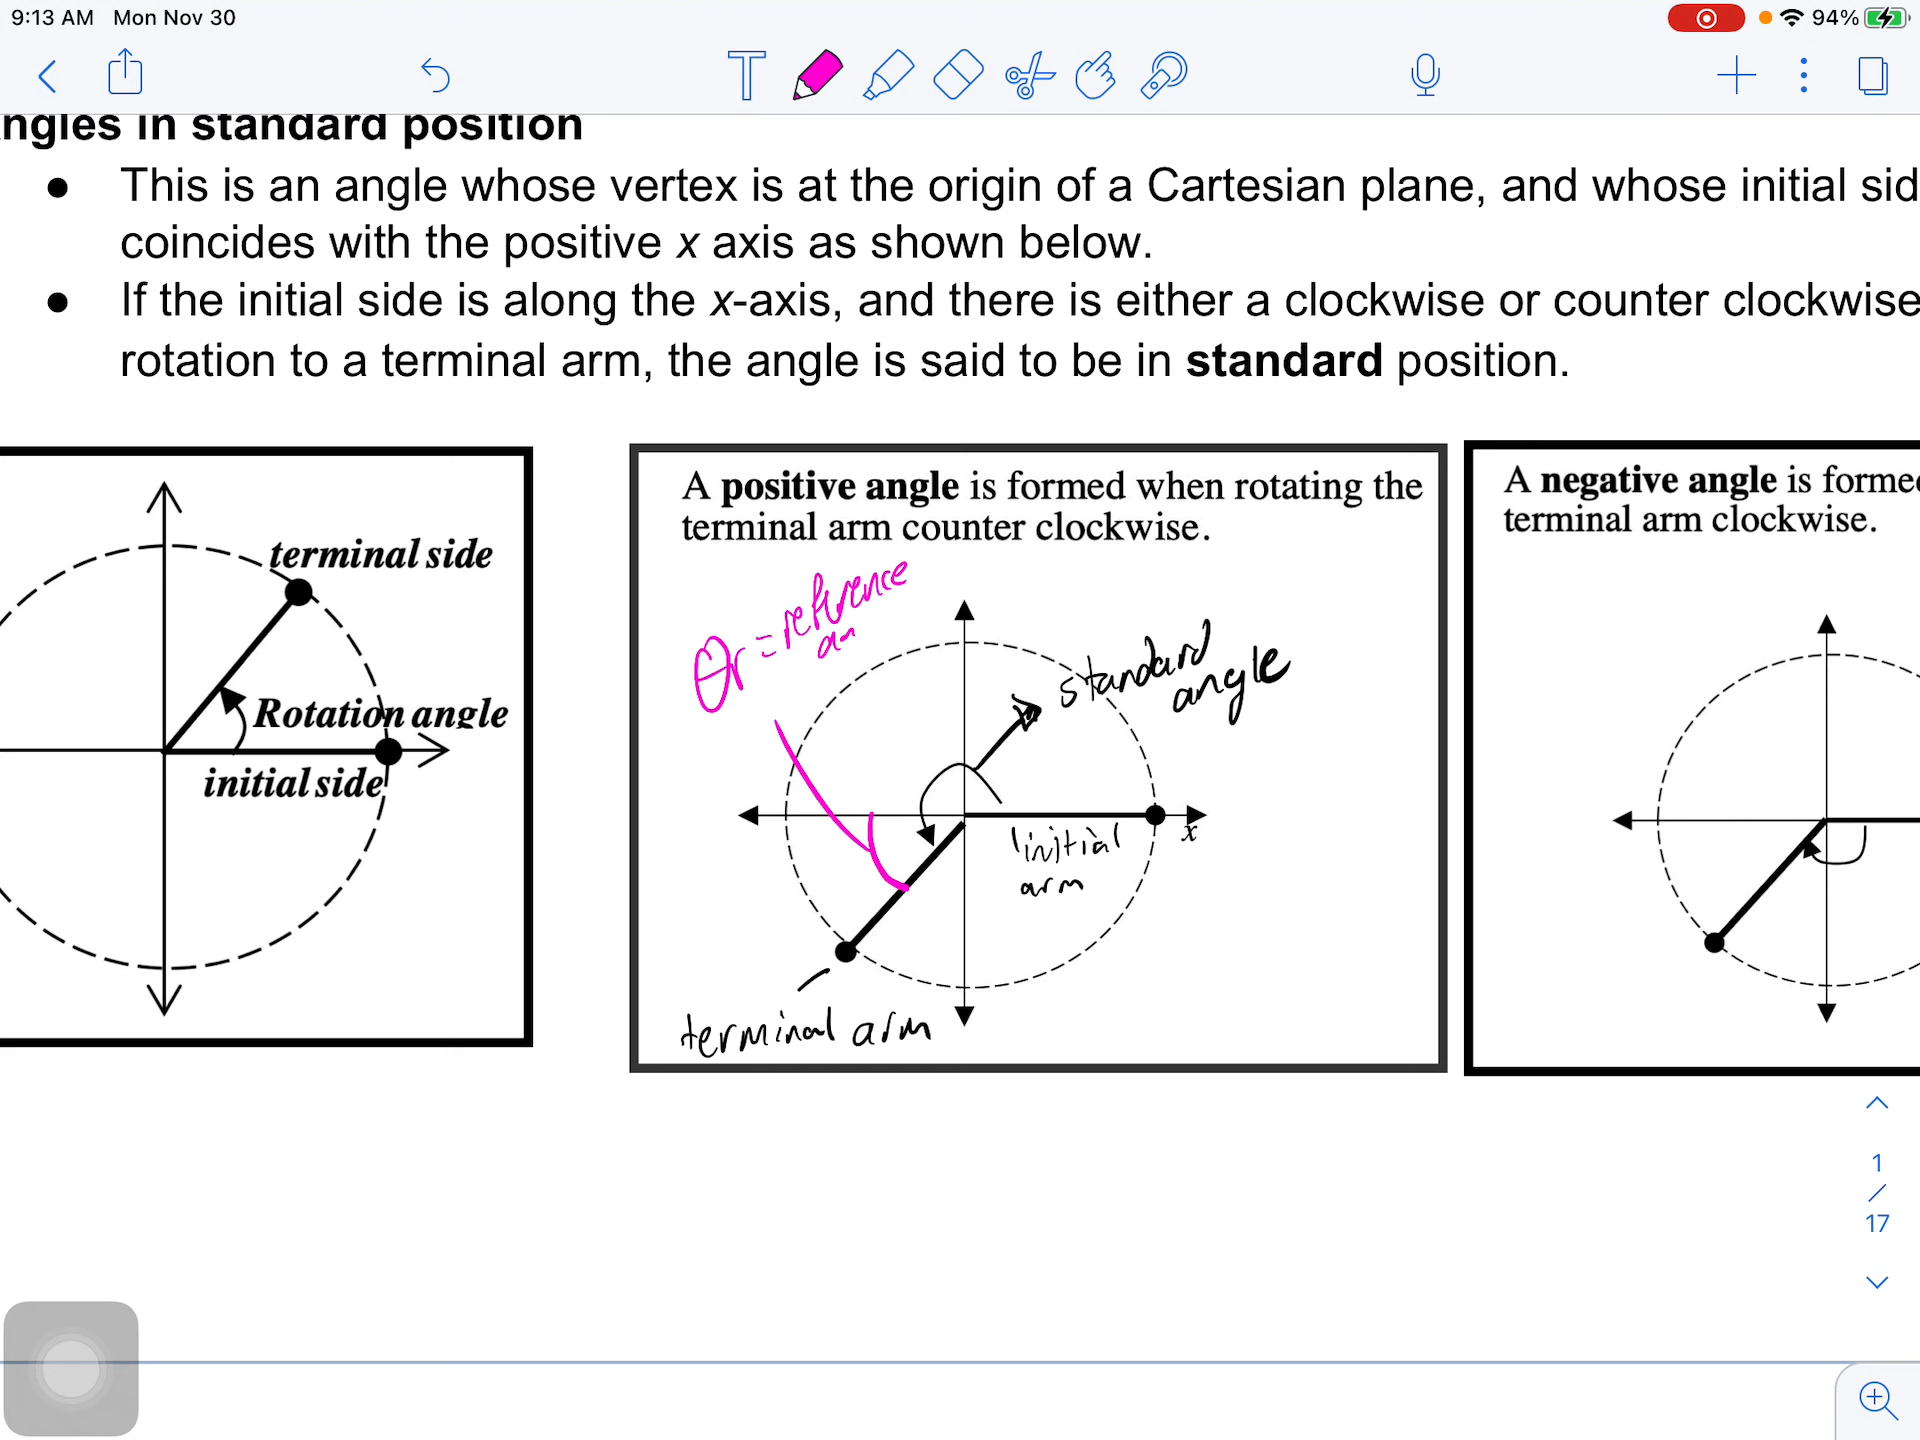 9:13 AM Mon Nov 30
94%
T
ngles in standard position
● This is an angle whose vertex is at the origin of a Cartesian plane, and whose initial sid
coincides with the positive x axis as shown below.
● If the initial side is along the x-axis, and there is either a clockwise or counter clockwise
rotation to a terminal arm, the angle is said to be in standard position.
terminal side
Rotation angle
initial side
A positive angle is formed when rotating the
terminal arm counter clockwise.
θr = reference
an
standard
angle
x
initial
arm
terminal arm
A negative angle is forme
terminal arm clockwise.
1
/
17